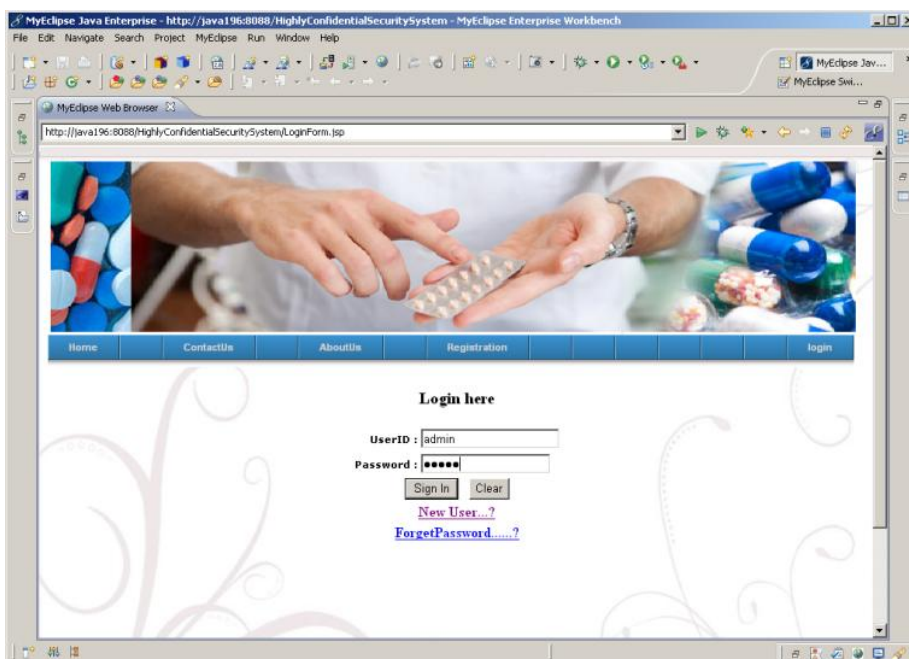 MyEclipse Java Enterprise - http://java196:8088/HighlyConfidentialSecuritySystem - MyEclipse Enterprise Workbench
File Edit Navigate Search Project MyEclipse Run Window Help
MyEclipse Jav...
MyEclipse Swi...
MyEclipse Web Browser
http://java196:8088/HighlyConfidentialSecuritySystem/LoginForm.jsp
Home ContactUs AboutUs Registration login
Login here
UserID : admin
Password : •••••
Sign In Clear
New User...?
ForgetPassword......?